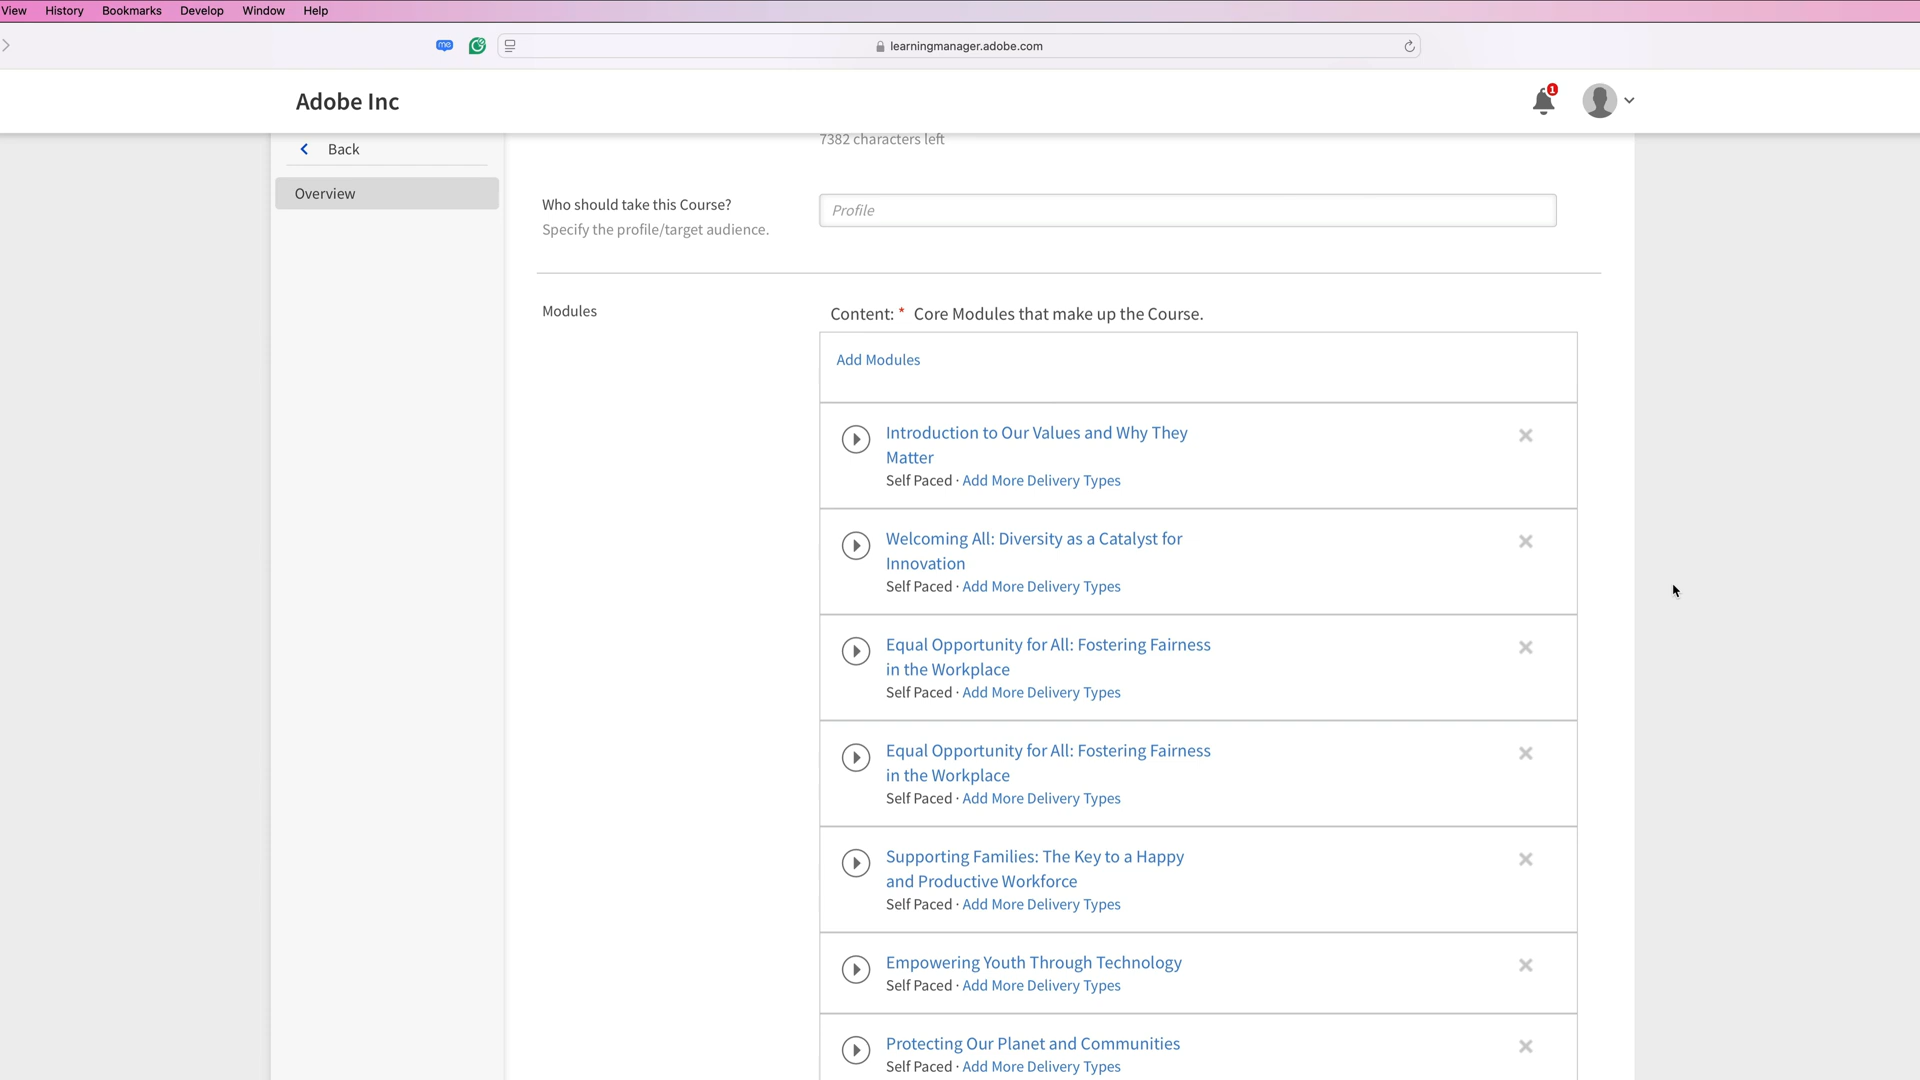 View History Bookmarks Develop Window Help
me
learningmanager.adobe.com
Adobe Inc
1
Back
Overview
7382 characters left
Who should take this Course?
Specify the profile/target audience.
Profile
Modules
Content: * Core Modules that make up the Course.
Add Modules
Introduction to Our Values and Why They
Matter
Self Paced · Add More Delivery Types
Welcoming All: Diversity as a Catalyst for
Innovation
Self Paced · Add More Delivery Types
Equal Opportunity for All: Fostering Fairness
in the Workplace
Self Paced · Add More Delivery Types
Equal Opportunity for All: Fostering Fairness
in the Workplace
Self Paced · Add More Delivery Types
Supporting Families: The Key to a Happy
and Productive Workforce
Self Paced · Add More Delivery Types
Empowering Youth Through Technology
Self Paced · Add More Delivery Types
Protecting Our Planet and Communities
Self Paced · Add More Delivery Types